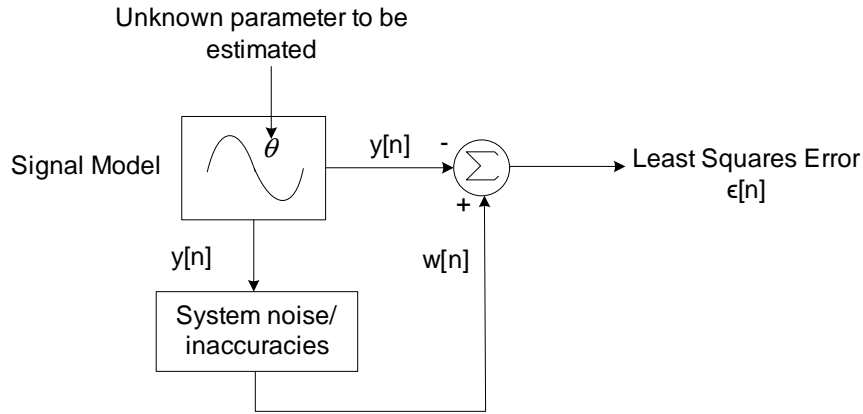 Unknown parameter to be
estimated
θ
Signal Model
y[n]
-
Σ
+
Least Squares Error
ϵ[n]
y[n]
w[n]
System noise/
inaccuracies